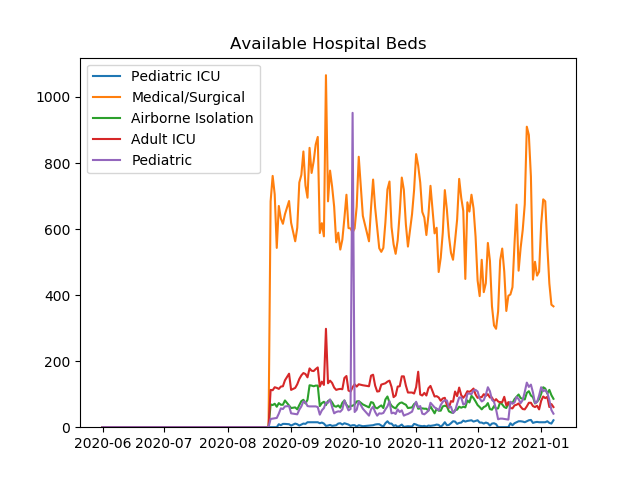 Available Hospital Beds
Pediatric ICU
Medical/Surgical
Airborne Isolation
Adult ICU
Pediatric
1000
800
600
400
200
0
2020-06 2020-07 2020-08 2020-09 2020-10 2020-11 2020-12 2021-01